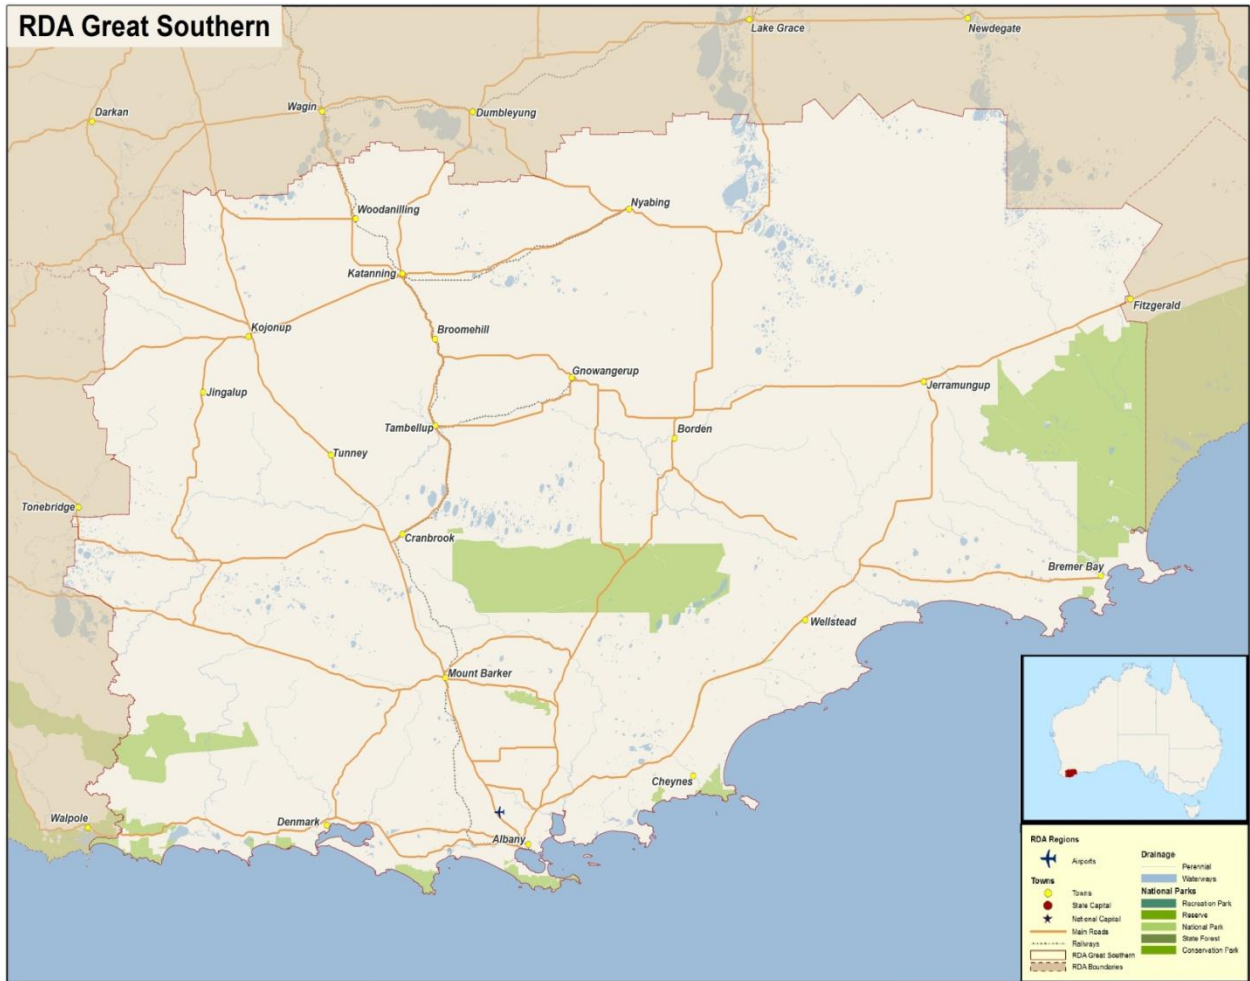 RDA Great Southern
Lake Grace
Newdegate
Darkan
Wagin
Dumbleyung
Woodanilling
Nyabing
Katanning
Fitzgerald
Kojonup
Broomehill
Gnowangerup
Jerramungup
Jingalup
Tambellup
Borden
Tunney
Tonebridge
Cranbrook
Bremer Bay
Wellstead
Mount Barker
Cheynes
Walpole
Denmark
Albany
RDA Regions
Airports
Towns
Towns
State Capital
National Capital
Main Roads
Railways
RDA Great Southern
RDA Boundaries
Drainage
Perennial
Waterways
National Parks
Recreation Park
Reserve
National Park
State Forest
Conservation Park